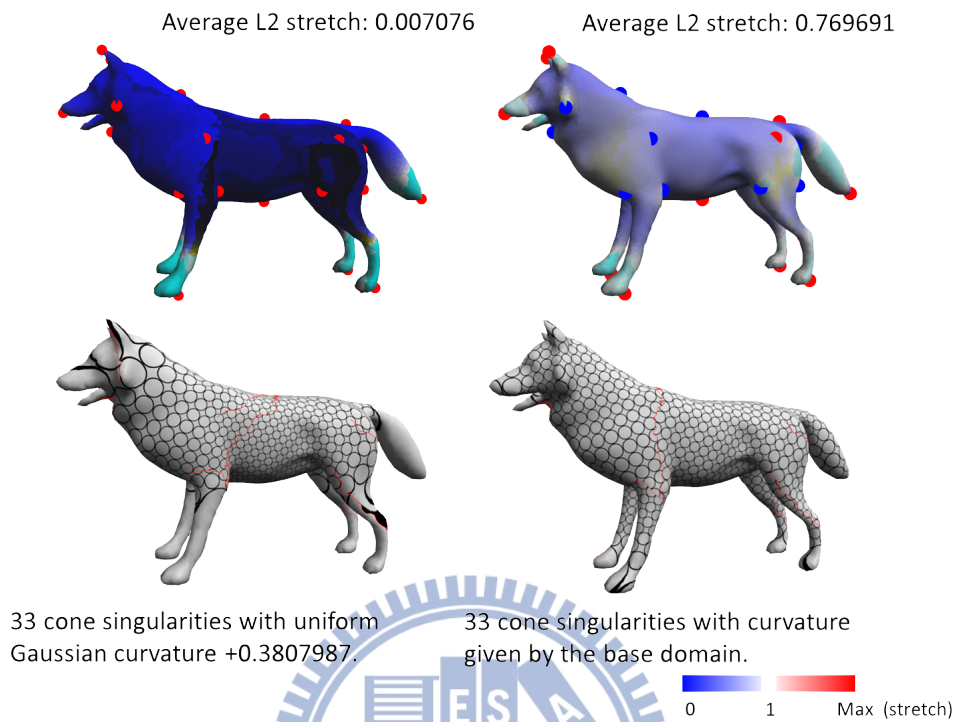 Average L2 stretch: 0.007076
Average L2 stretch: 0.769691
33 cone singularities with uniform
Gaussian curvature +0.3807987.
33 cone singularities with curvature
given by the base domain.
0 1 Max (stretch)
E S A